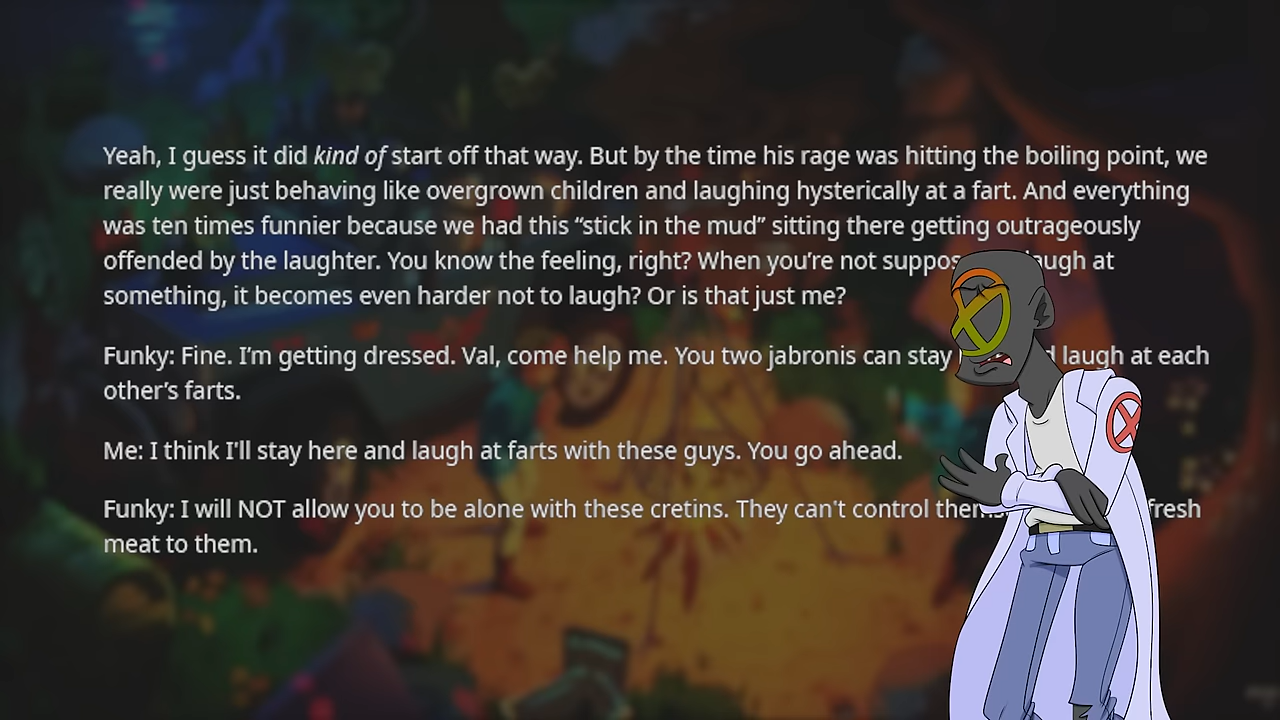 Yeah, I guess it did kind of start off that way. But by the time his rage was hitting the boiling point, we
really were just behaving like overgrown children and laughing hysterically at a fart. And everything
was ten times funnier because we had this “stick in the mud” sitting there getting outrageously
offended by the laughter. You know the feeling, right? When you’re not laugh at
something, it becomes even harder not to laugh? Or is that just me?
Funky: Fine. I’m getting dressed. Val, come help me. You two jabronis can stay laugh at each
other’s farts.
Me: I think I'll stay here and laugh at farts with these guys. You go ahead.
Funky: I will NOT allow you to be alone with these cretins. They can't control fresh
meat to them.